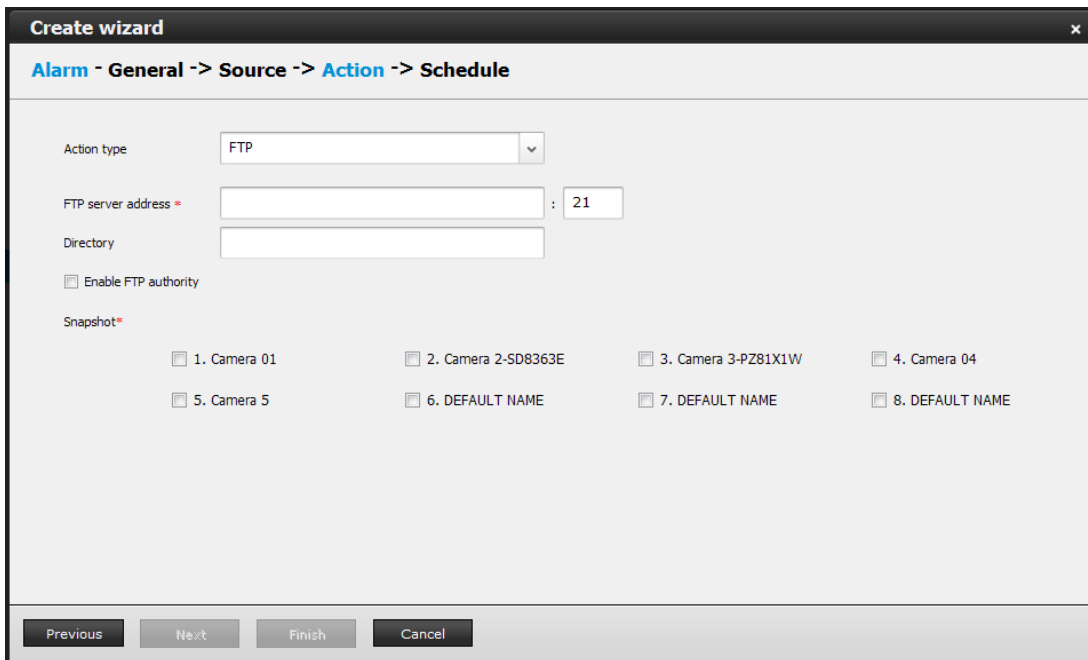 Create wizard x
Alarm - General -> Source -> Action -> Schedule
Action type FTP
FTP server address * : 21
Directory
Enable FTP authority
Snapshot*
1. Camera 01 2. Camera 2-SD8363E 3. Camera 3-PZ81X1W 4. Camera 04
5. Camera 5 6. DEFAULT NAME 7. DEFAULT NAME 8. DEFAULT NAME
Previous Next Finish Cancel